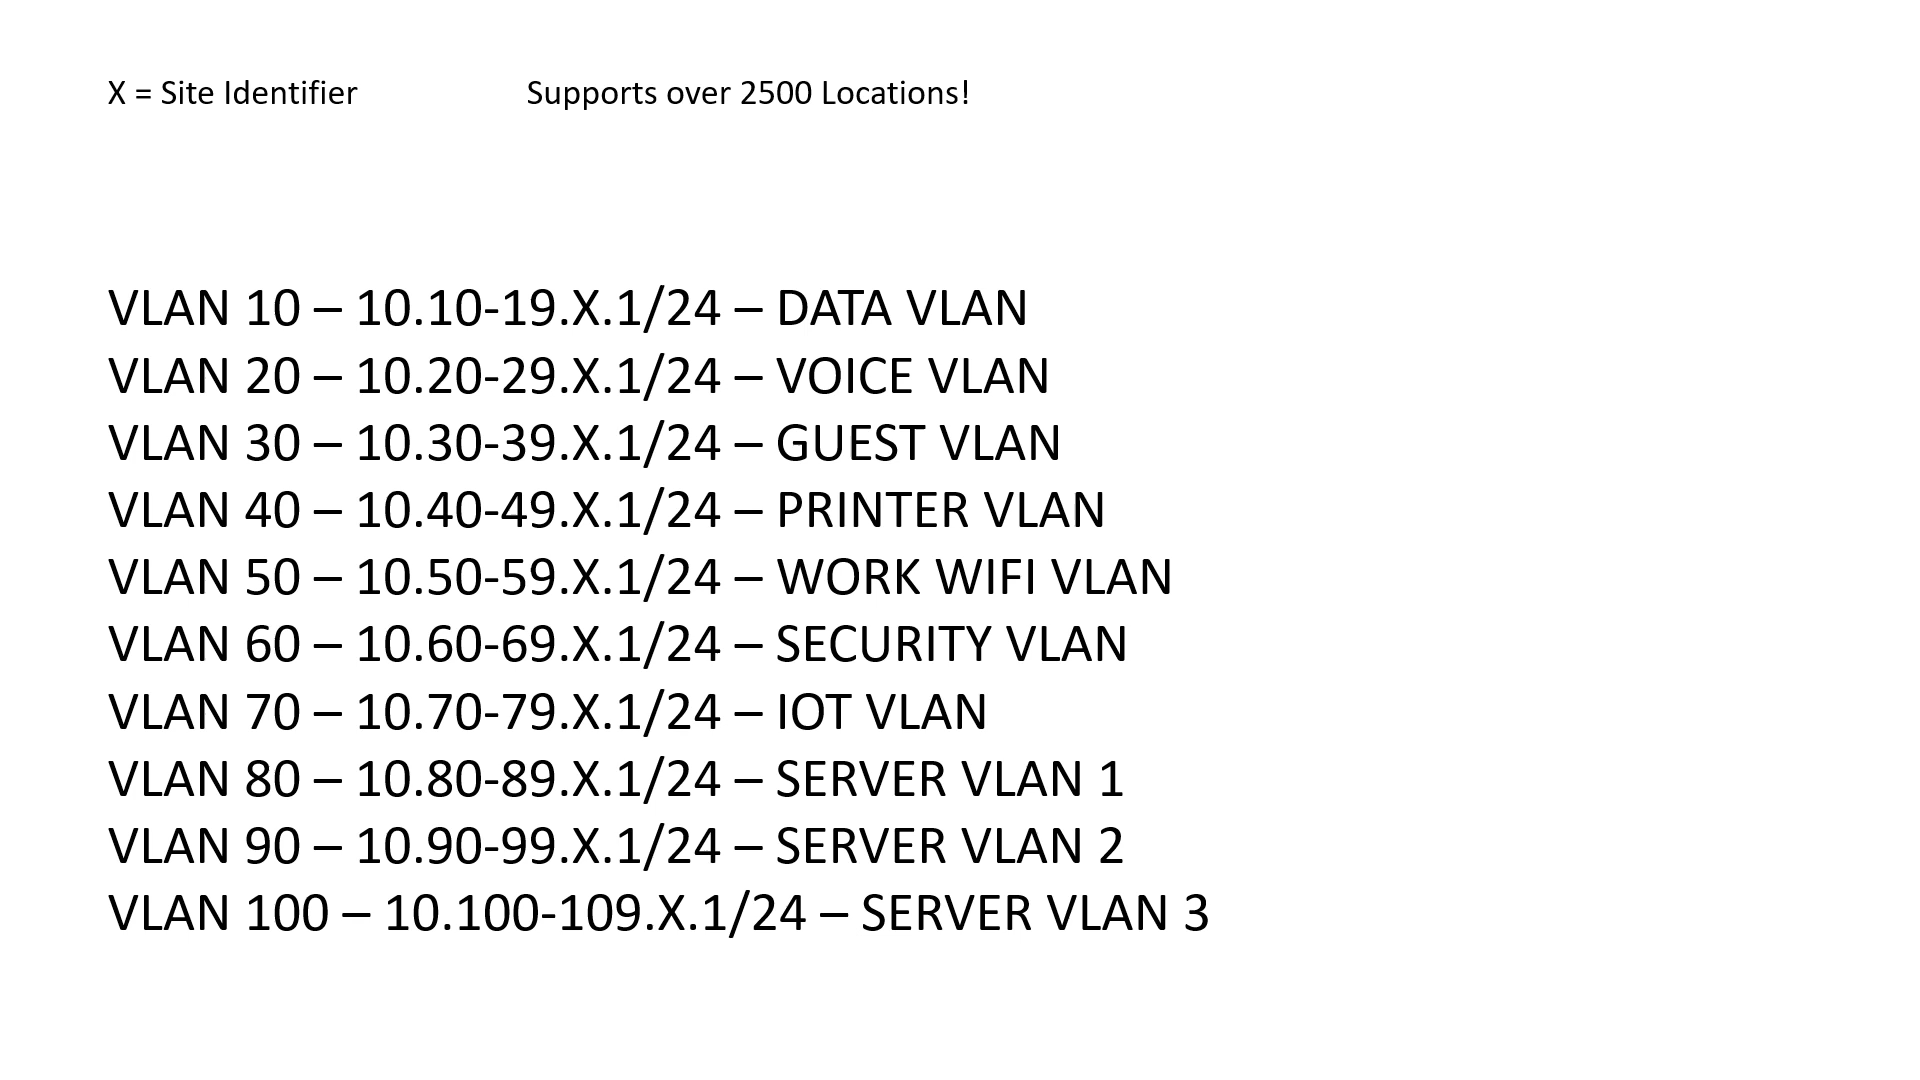 X = Site Identifier
Supports over 2500 Locations!
VLAN 10 – 10.10-19.X.1/24 – DATA VLAN
VLAN 20 – 10.20-29.X.1/24 – VOICE VLAN
VLAN 30 – 10.30-39.X.1/24 – GUEST VLAN
VLAN 40 – 10.40-49.X.1/24 – PRINTER VLAN
VLAN 50 – 10.50-59.X.1/24 – WORK WIFI VLAN
VLAN 60 – 10.60-69.X.1/24 – SECURITY VLAN
VLAN 70 – 10.70-79.X.1/24 – IOT VLAN
VLAN 80 – 10.80-89.X.1/24 – SERVER VLAN 1
VLAN 90 – 10.90-99.X.1/24 – SERVER VLAN 2
VLAN 100 – 10.100-109.X.1/24 – SERVER VLAN 3